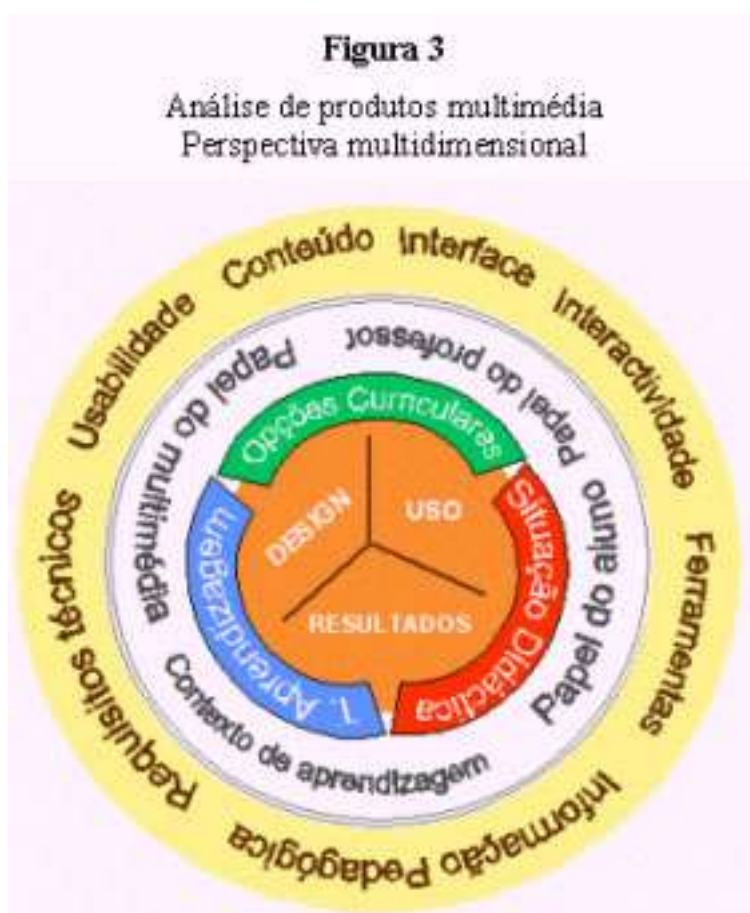 Figura 3
Análise de produtos multimédia
Perspectiva multidimensional
Conteúdo
Interface
Interactividade
Ferramentas
Informação Pedagógica
Requisitos técnicos
Usabilidade
Papel do professor
Papel do aluno
Contexto de aprendizagem
Papel do multimédia
Opções Curriculares
Situação Didáctica
1. Aprendizagem
DESIGN
USO
RESULTADOS